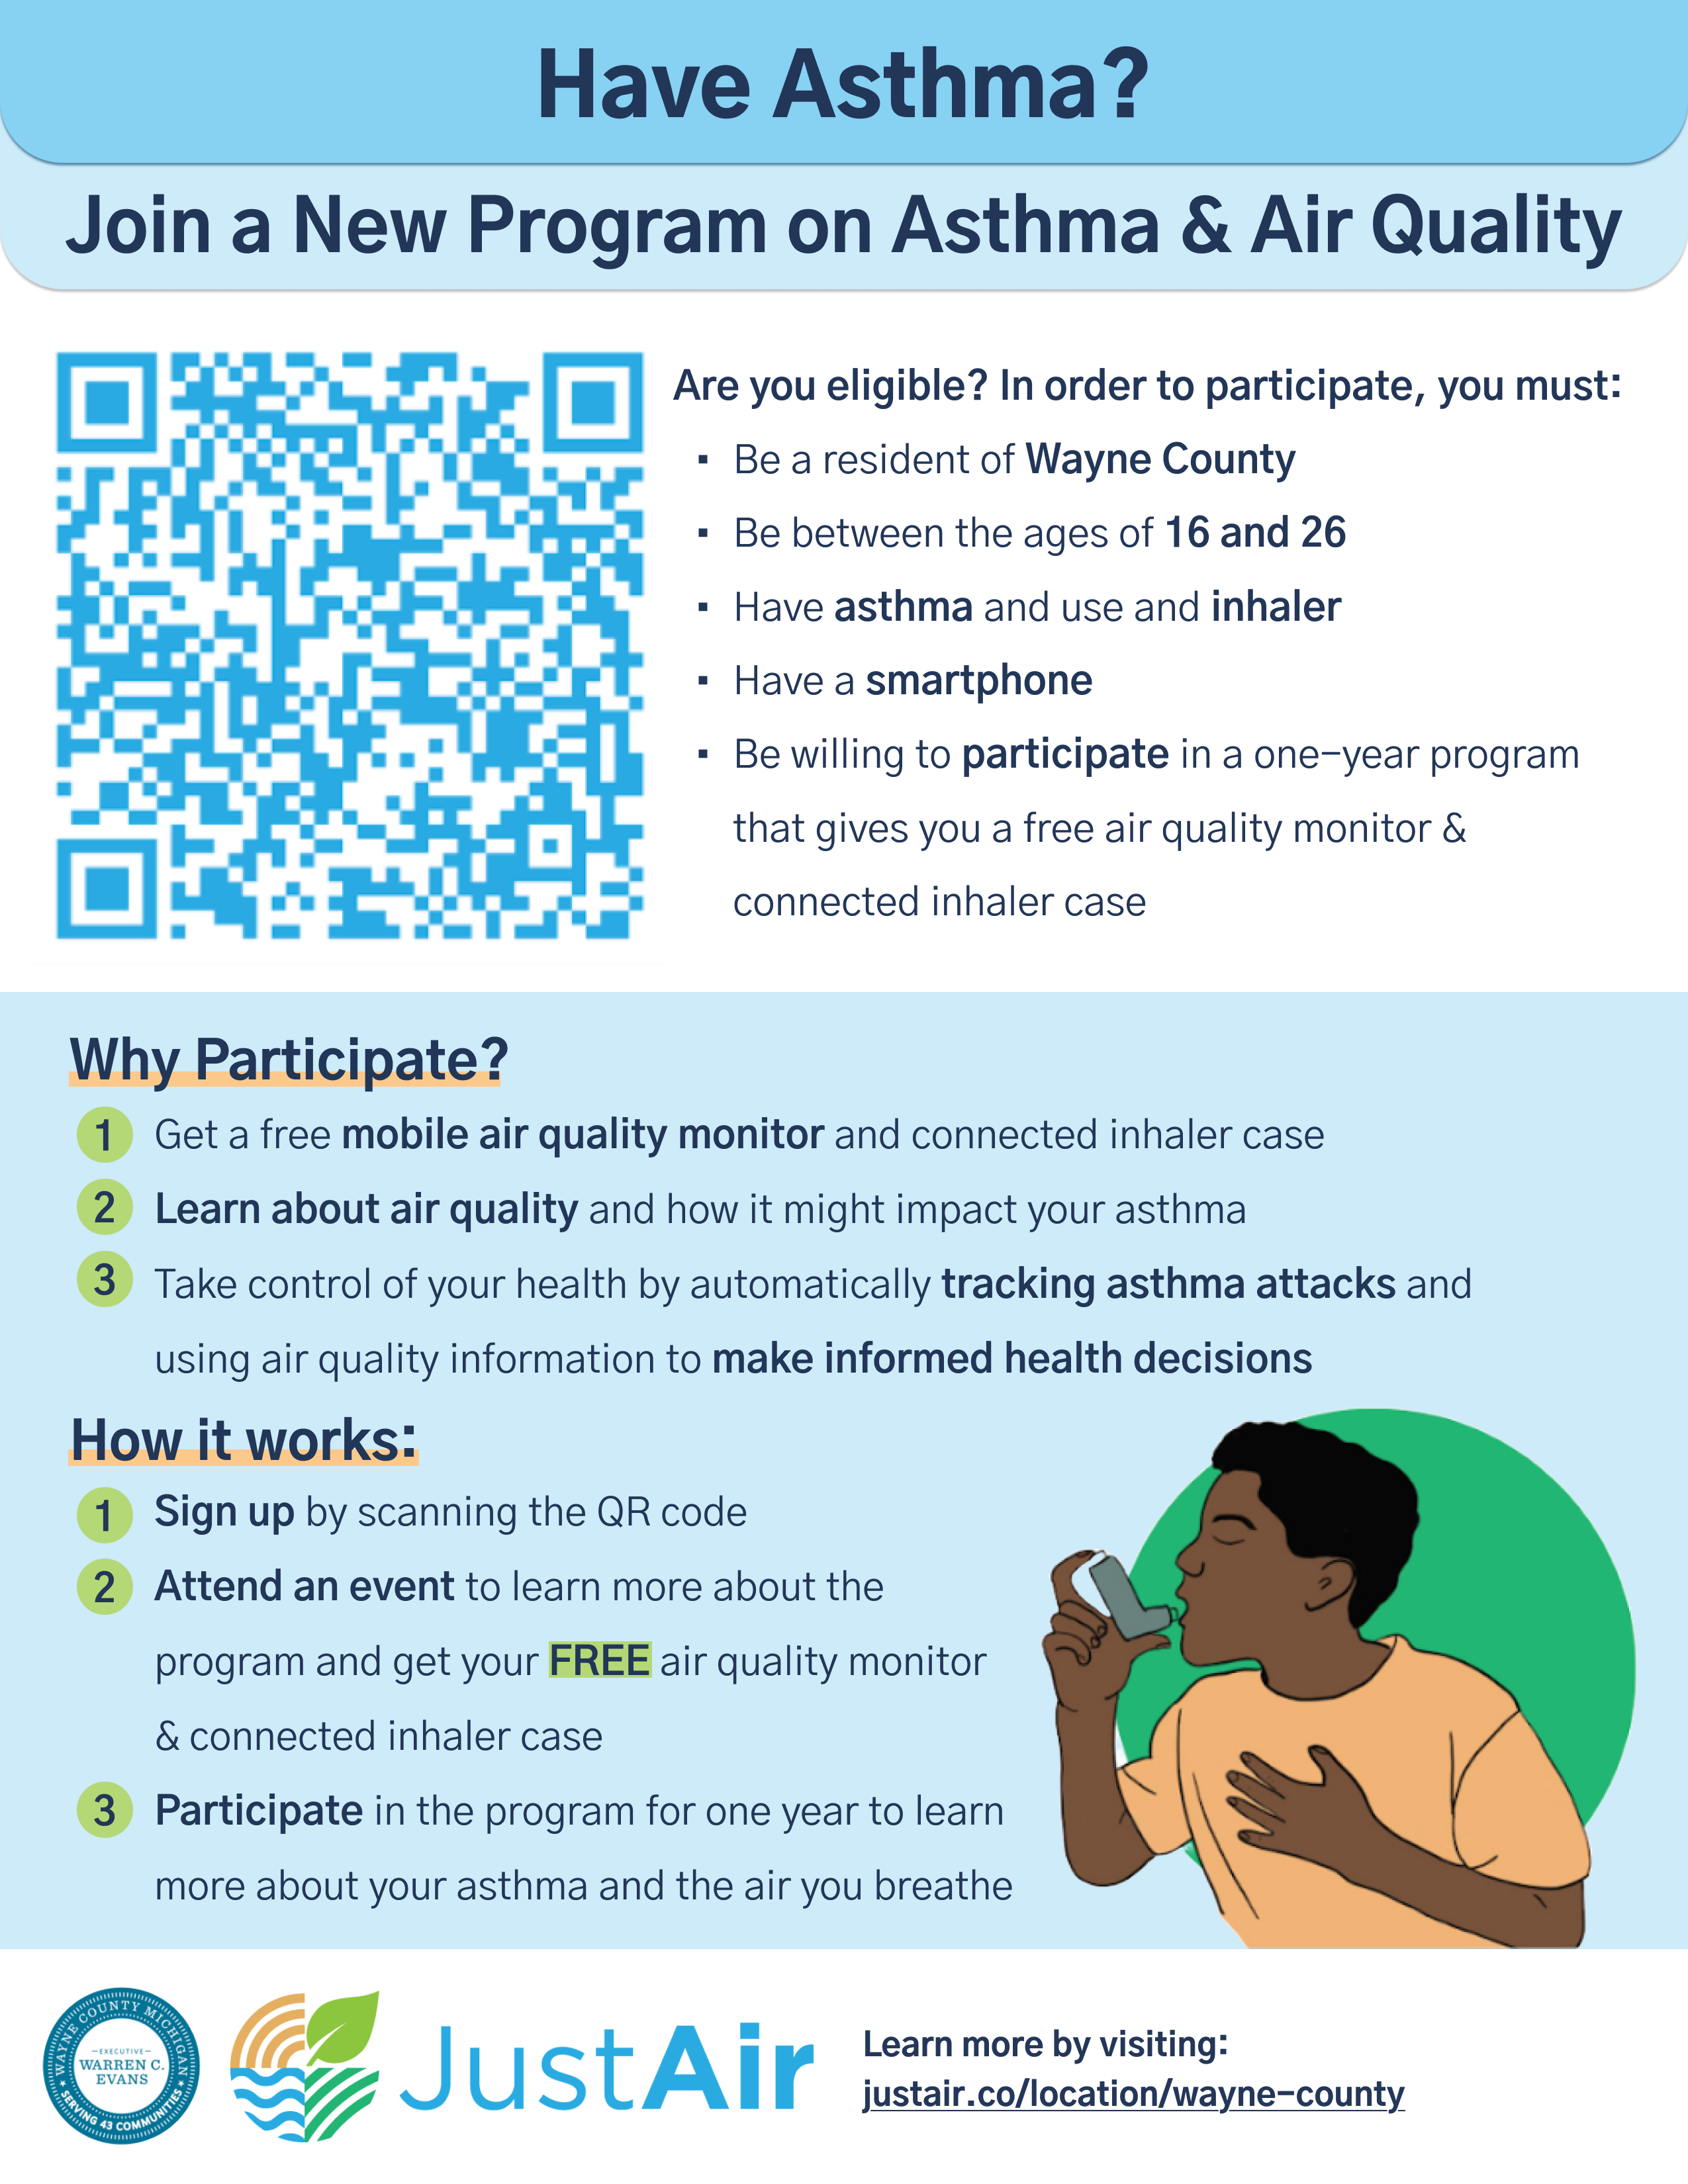 Have Asthma?
Join a New Program on Asthma & Air Quality
Are you eligible? In order to participate, you must:
▪ Be a resident of Wayne County
▪ Be between the ages of 16 and 26
▪ Have asthma and use and inhaler
▪ Have a smartphone
▪ Be willing to participate in a one-year program
that gives you a free air quality monitor &
connected inhaler case
Why Participate?
1 Get a free mobile air quality monitor and connected inhaler case
2 Learn about air quality and how it might impact your asthma
3 Take control of your health by automatically tracking asthma attacks and
using air quality information to make informed health decisions
How it works:
1 Sign up by scanning the QR code
2 Attend an event to learn more about the
program and get your FREE air quality monitor
& connected inhaler case
3 Participate in the program for one year to learn
more about your asthma and the air you breathe
WAYNE COUNTY MICHIGAN
-EXECUTIVE-
WARREN C.
EVANS
★ SERVING 43 COMMUNITIES ★
JustAir
Learn more by visiting:
justair.co/location/wayne-county